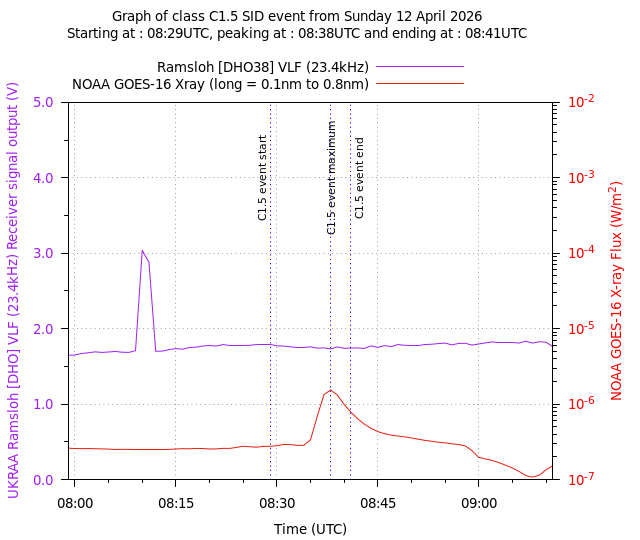 Graph of class C1.5 SID event from Sunday 12 April 2026
Starting at : 08:29UTC, peaking at : 08:38UTC and ending at : 08:41UTC
Ramsloh [DHO38] VLF (23.4kHz)
NOAA GOES-16 Xray (long = 0.1nm to 0.8nm)
UKRAA Ramsloh [DHO] VLF (23.4kHz) Receiver signal output (V)
5.0
4.0
3.0
2.0
1.0
0.0
C1.5 event start
C1.5 event maximum
C1.5 event end
10^-2
10^-3
10^-4
10^-5
10^-6
10^-7
NOAA GOES-16 X-ray Flux (W/m²)
08:00 08:15 08:30 08:45 09:00
Time (UTC)